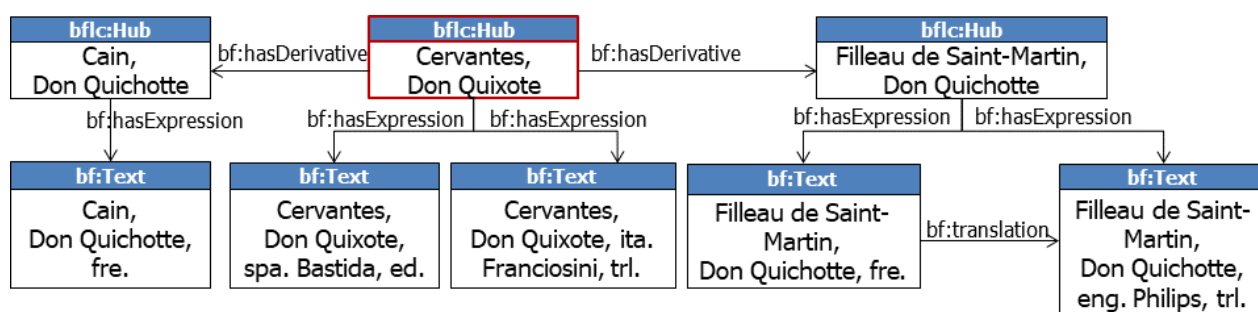 bflc:Hub
Cain,
Don Quichotte
bf:hasDerivative
bflc:Hub
Cervantes,
Don Quixote
bf:hasDerivative
bflc:Hub
Filleau de Saint-Martin,
Don Quichotte
bf:hasExpression
bf:hasExpression
bf:hasExpression
bf:hasExpression
bf:hasExpression
bf:Text
Cain,
Don Quichotte,
fre.
bf:Text
Cervantes,
Don Quixote,
spa. Bastida, ed.
bf:Text
Cervantes,
Don Quixote, ita.
Franciosini, trl.
bf:Text
Filleau de Saint-
Martin,
Don Quichotte, fre.
bf:translation
bf:Text
Filleau de Saint-
Martin,
Don Quichotte,
eng. Philips, trl.